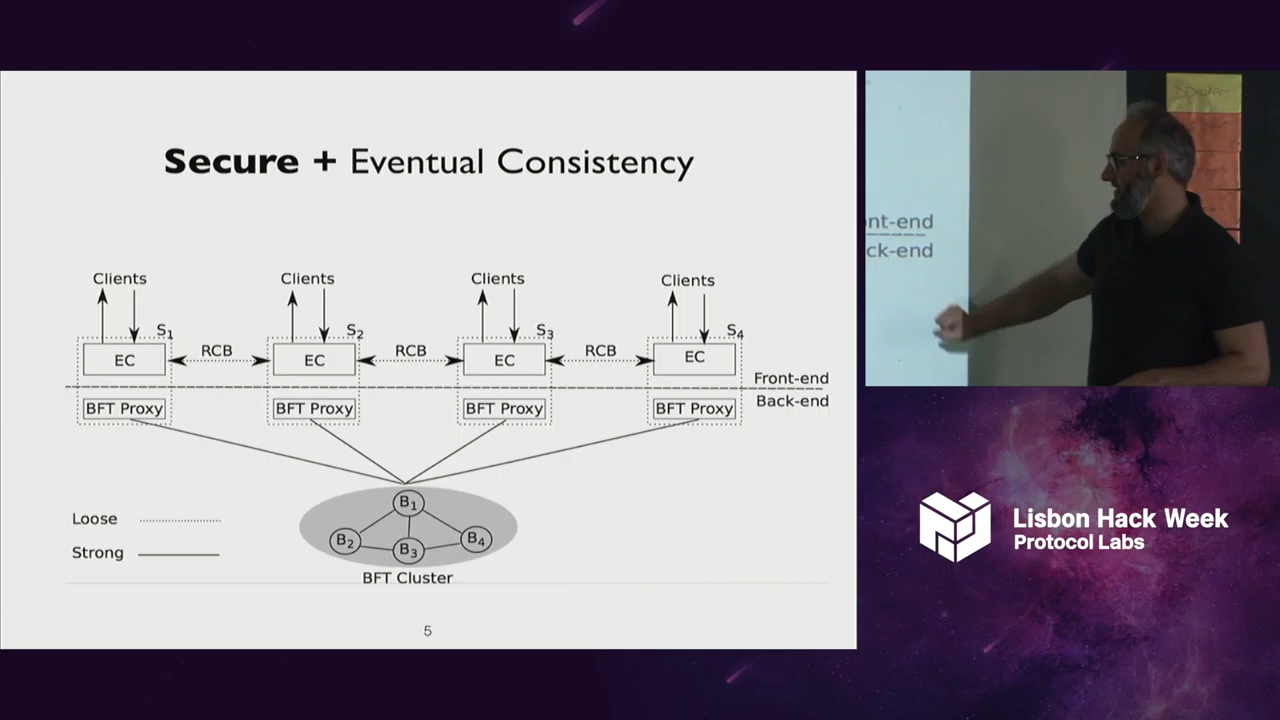 Secure + Eventual Consistency
Clients Clients Clients Clients
S1 S2 S3 S4
EC RCB EC RCB EC RCB EC
Front-end
BFT Proxy BFT Proxy BFT Proxy BFT Proxy Back-end
B1
B2 B3 B4
BFT Cluster
Loose
Strong
5
Speakers
nt-end
ck-end
Lisbon Hack Week
Protocol Labs